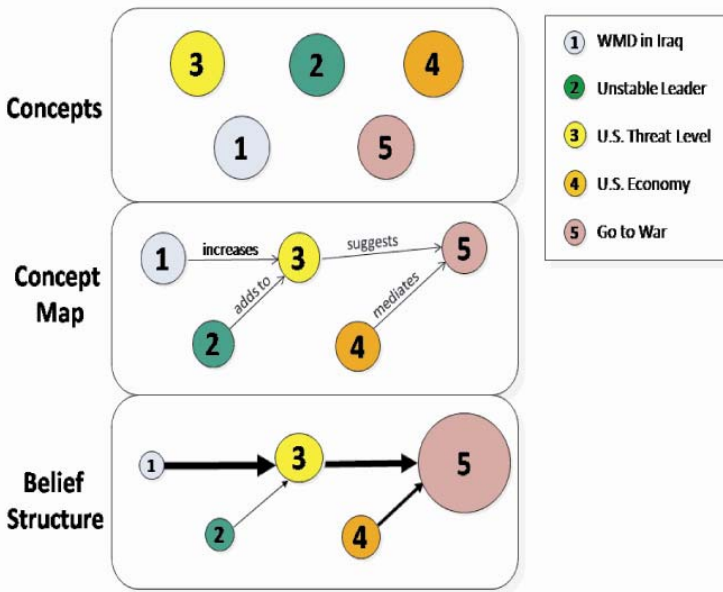 3
2
4
1
5
Concepts
1 WMD in Iraq
2 Unstable Leader
3 U.S. Threat Level
4 U.S. Economy
5 Go to War
Concept
Map
1
increases
3
suggests
5
adds to
mediates
2
4
Belief
Structure
1
3
5
2
4